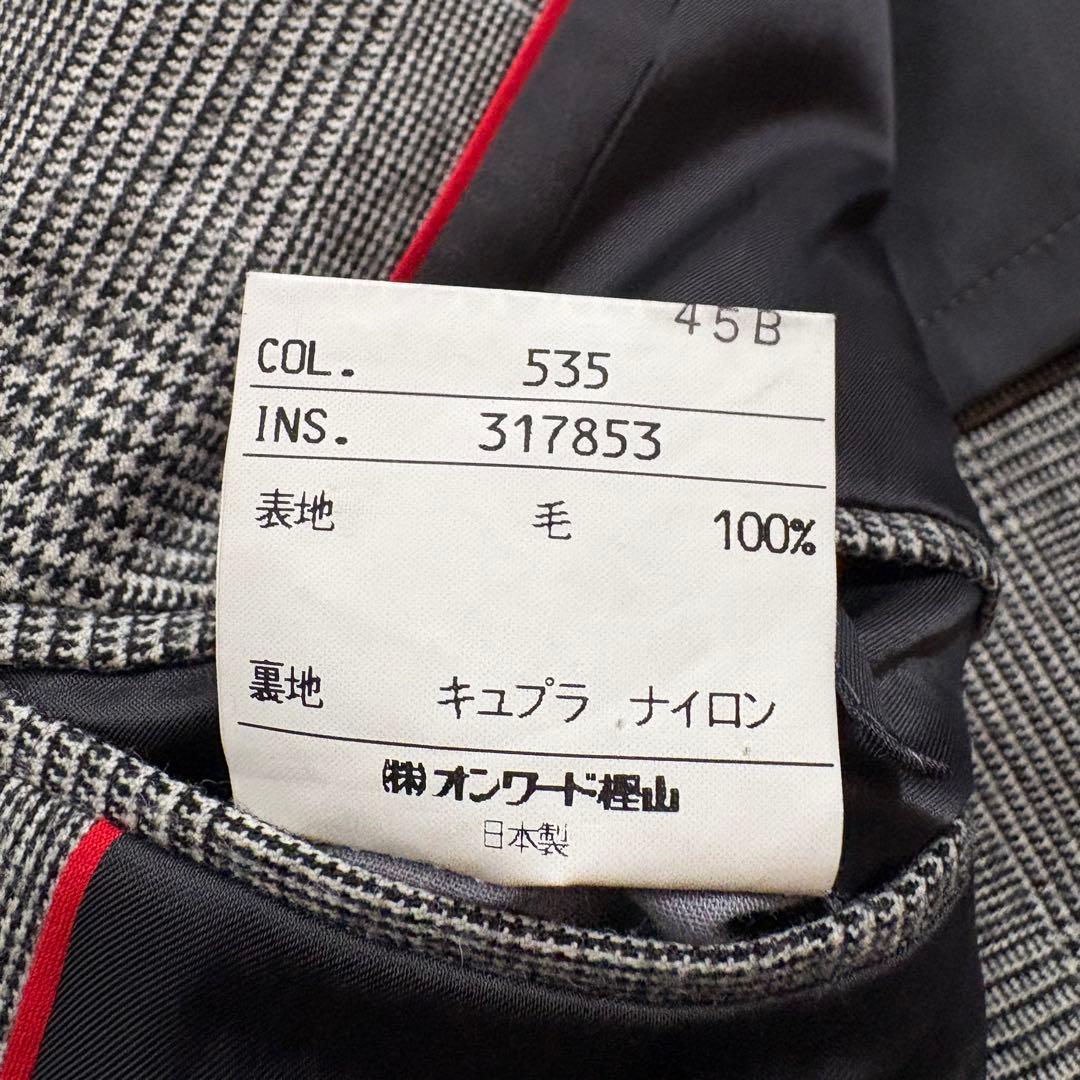 45B
COL. 535
INS. 317853
表地 毛 100%
裏地 キュプラ ナイロン
㈱オンワード樫山
日本製